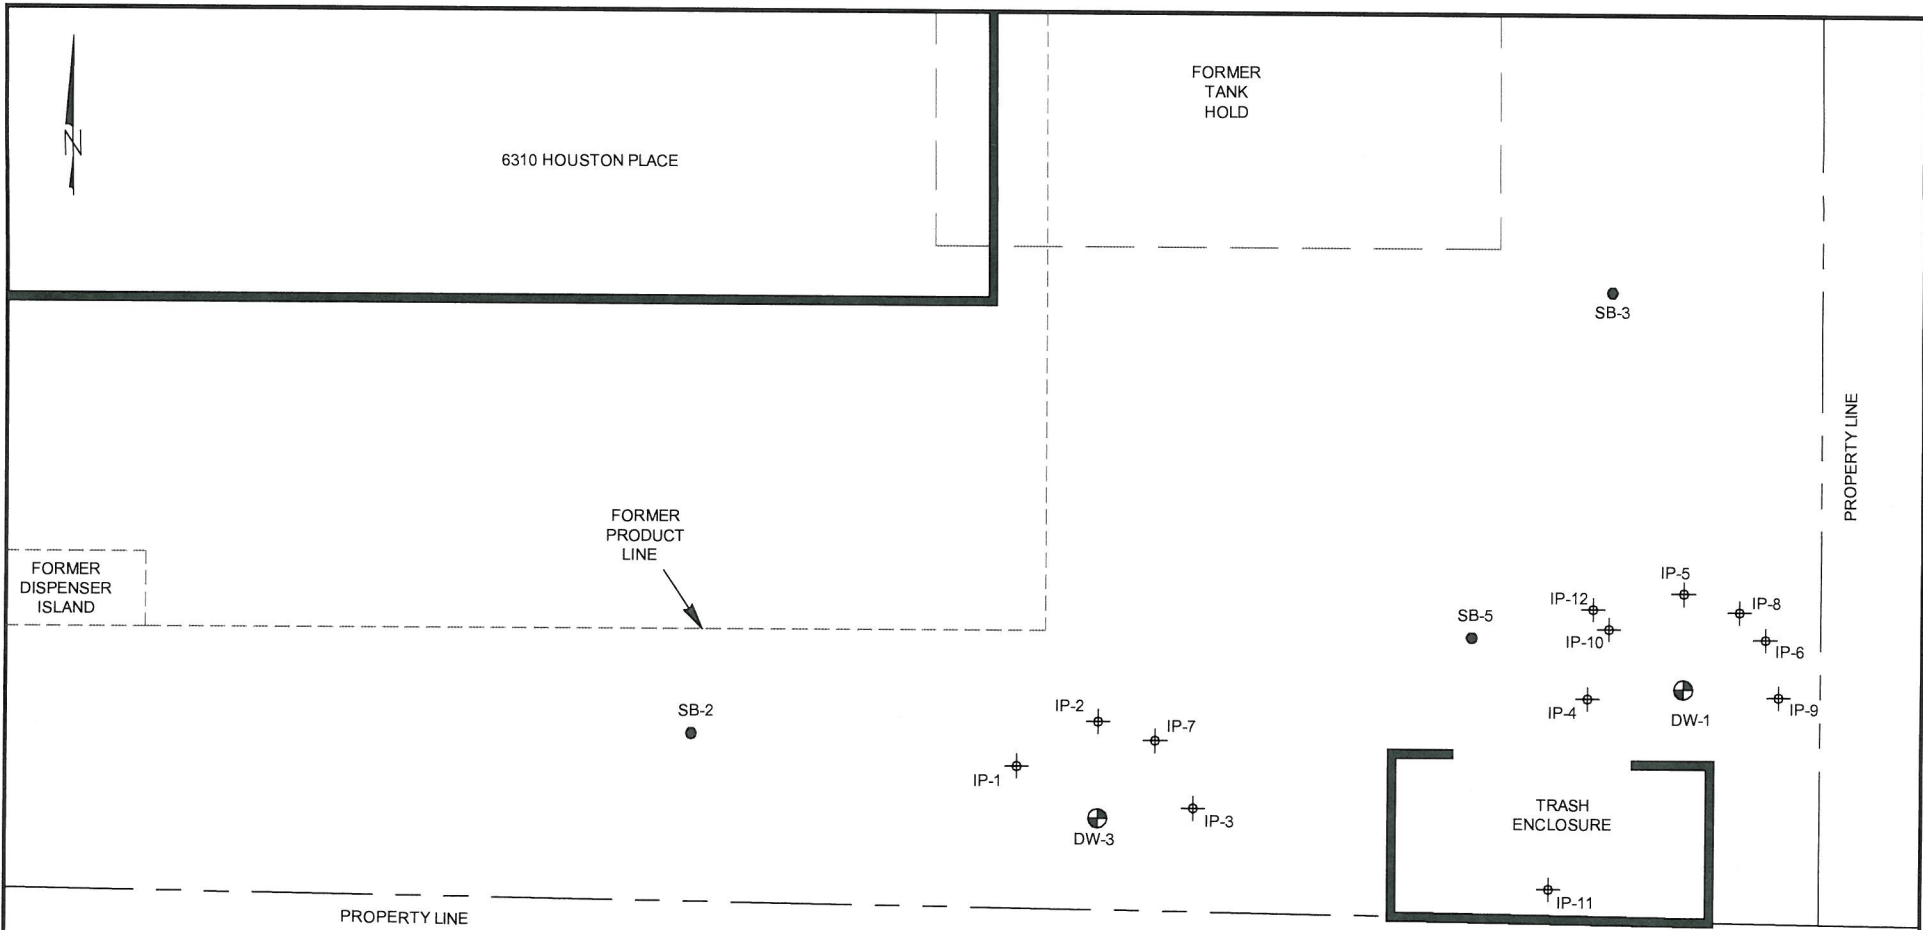 N
6310 HOUSTON PLACE
FORMER
TANK
HOLD
SB-3
PROPERTY LINE
FORMER
PRODUCT
LINE
FORMER
DISPENSER
ISLAND
IP-5
IP-12
IP-8
SB-5
IP-10
IP-6
SB-2
IP-2
IP-7
IP-4
DW-1
IP-9
IP-1
IP-3
DW-3
TRASH
ENCLOSURE
IP-11
PROPERTY LINE